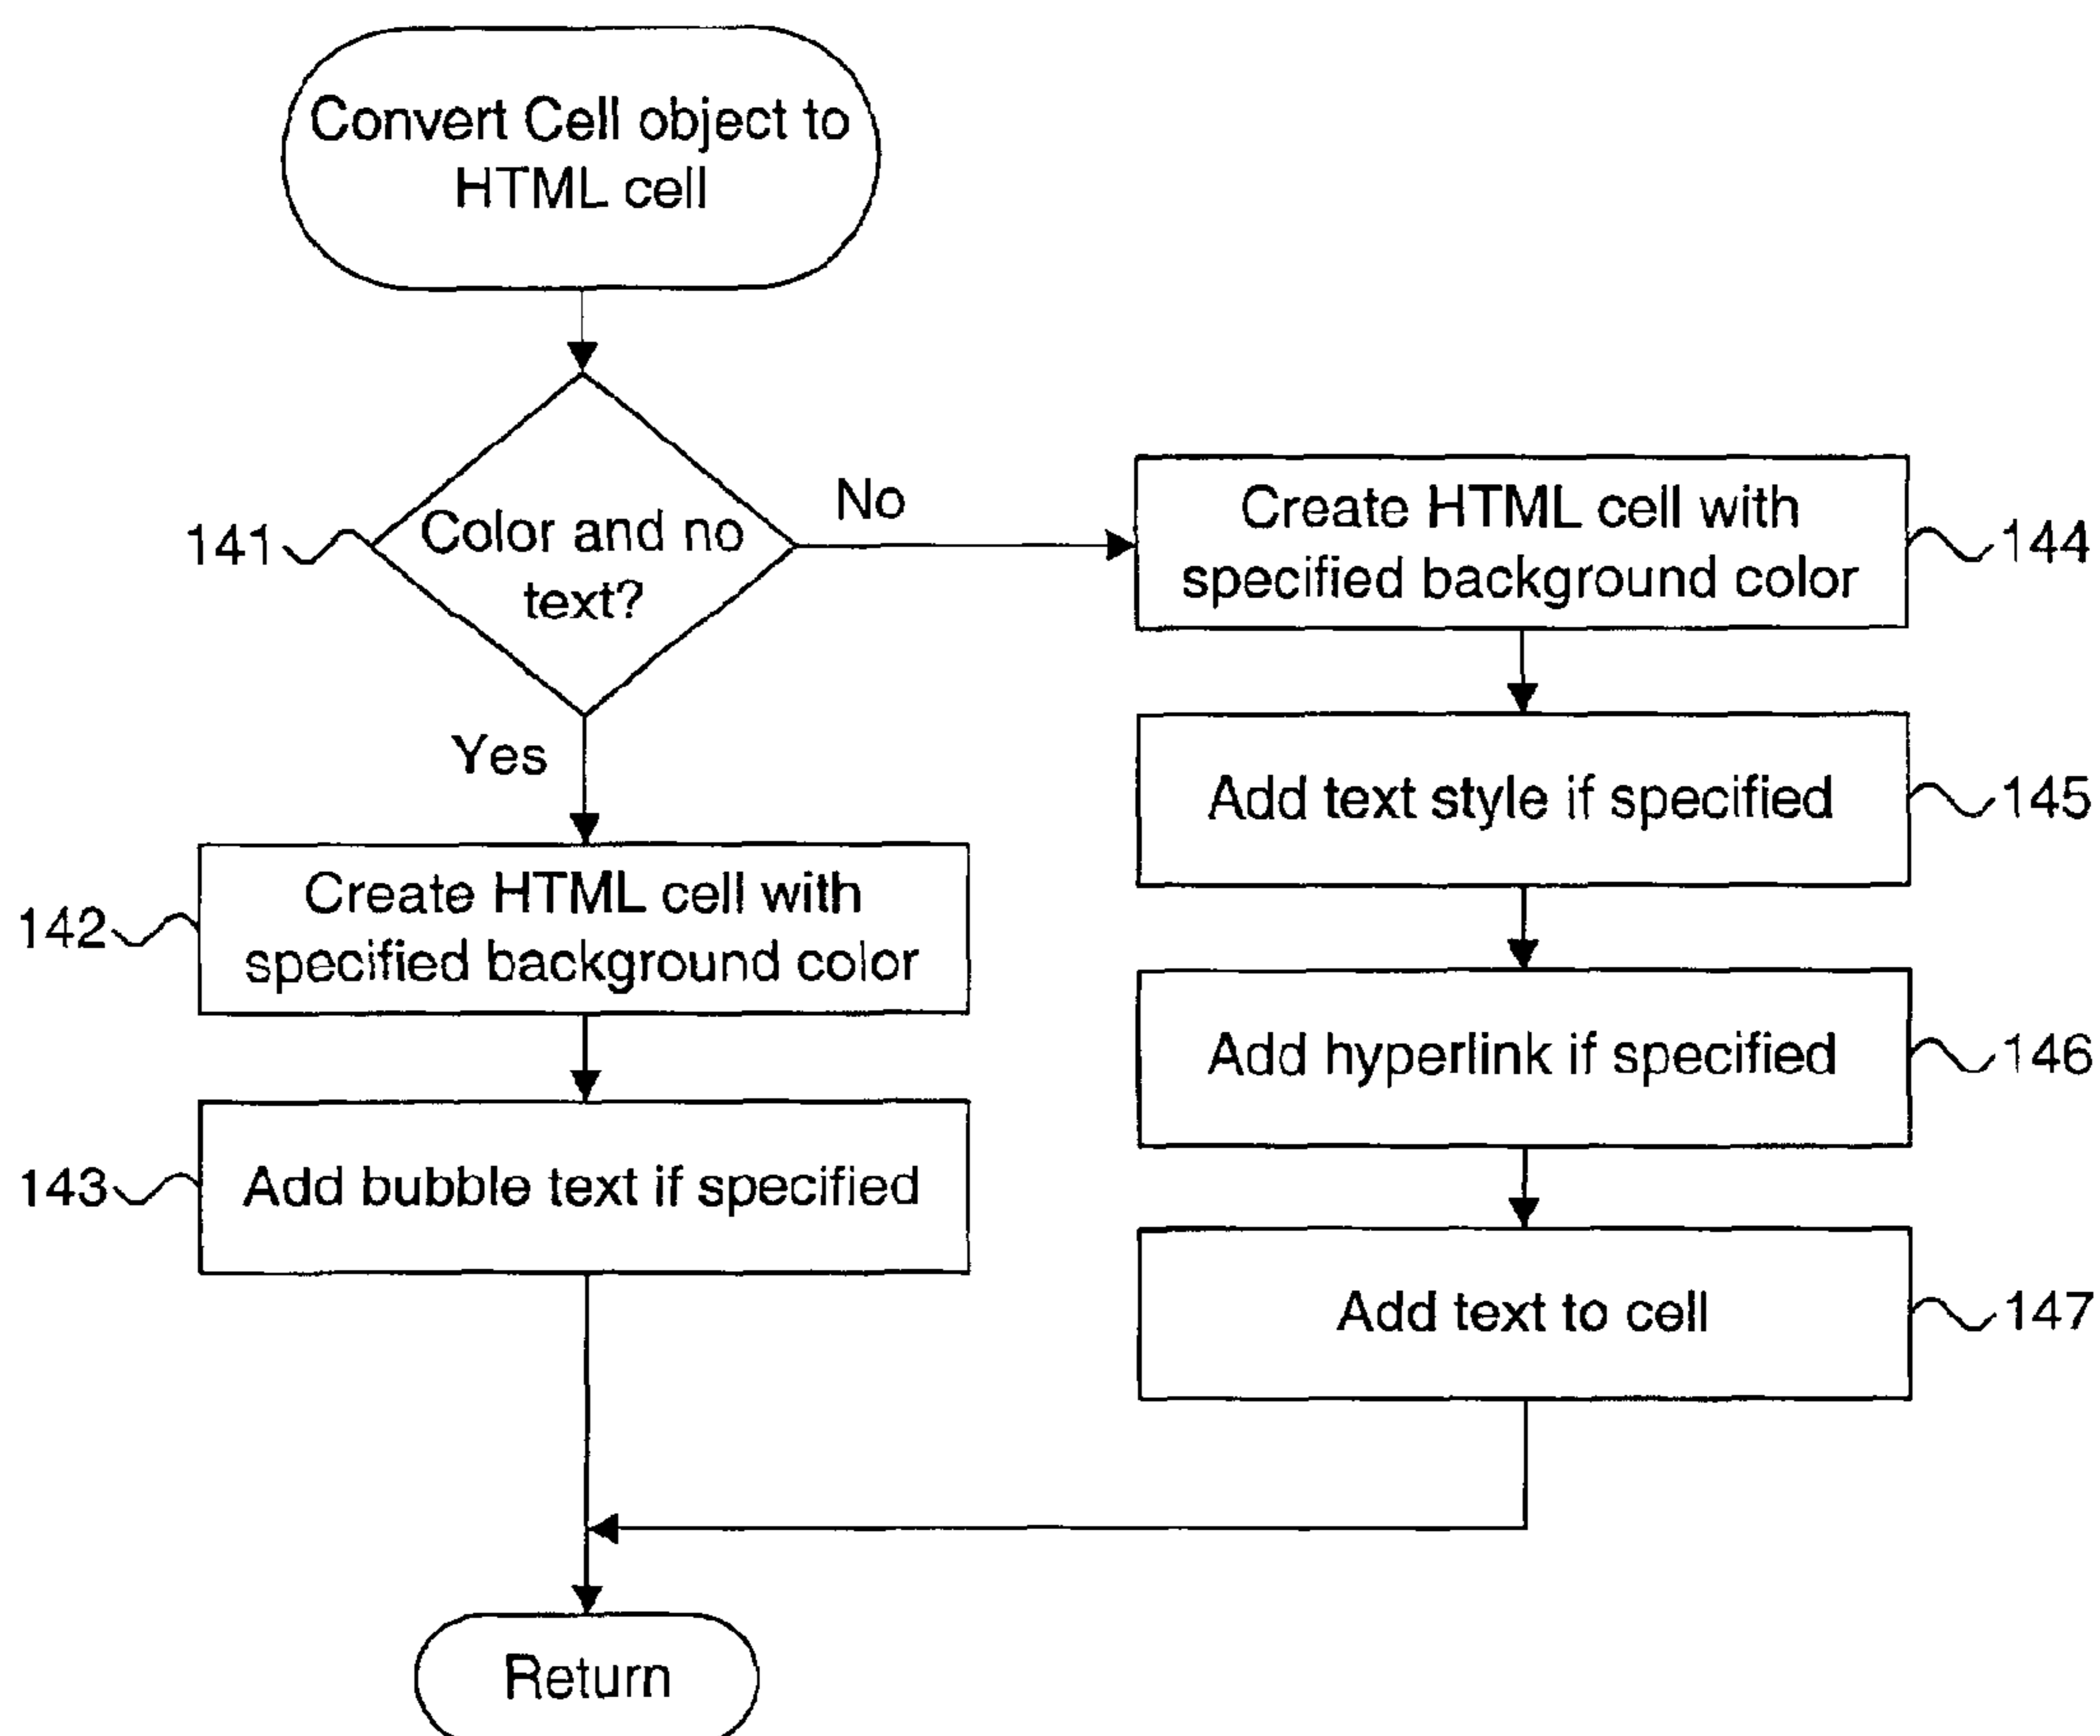 Convert Cell object to
HTML cell
141
Color and no
text?
No
Yes
142
Create HTML cell with
specified background color
143
Add bubble text if specified
Create HTML cell with
specified background color
144
Add text style if specified
145
Add hyperlink if specified
146
Add text to cell
147
Return